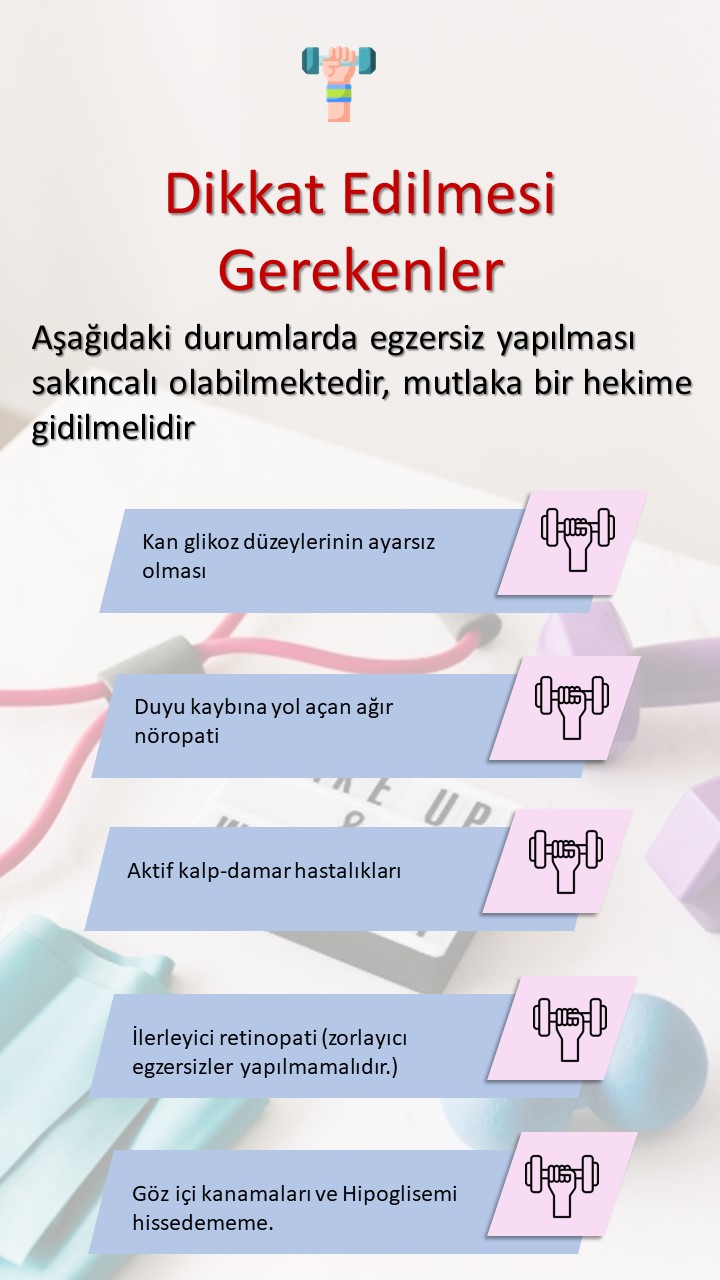 Dikkat Edilmesi
Gerekenler
Aşağıdaki durumlarda egzersiz yapılması
sakıncalı olabilmektedir, mutlaka bir hekime
gidilmelidir
Kan glikoz düzeylerinin ayarsız
olması
Duyu kaybına yol açan ağır
nöropati
UP
&
Aktif kalp-damar hastalıkları
İlerleyici retinopati (zorlayıcı
egzersizler yapılmamalıdır.)
Göz içi kanamaları ve Hipoglisemi
hissedememe.